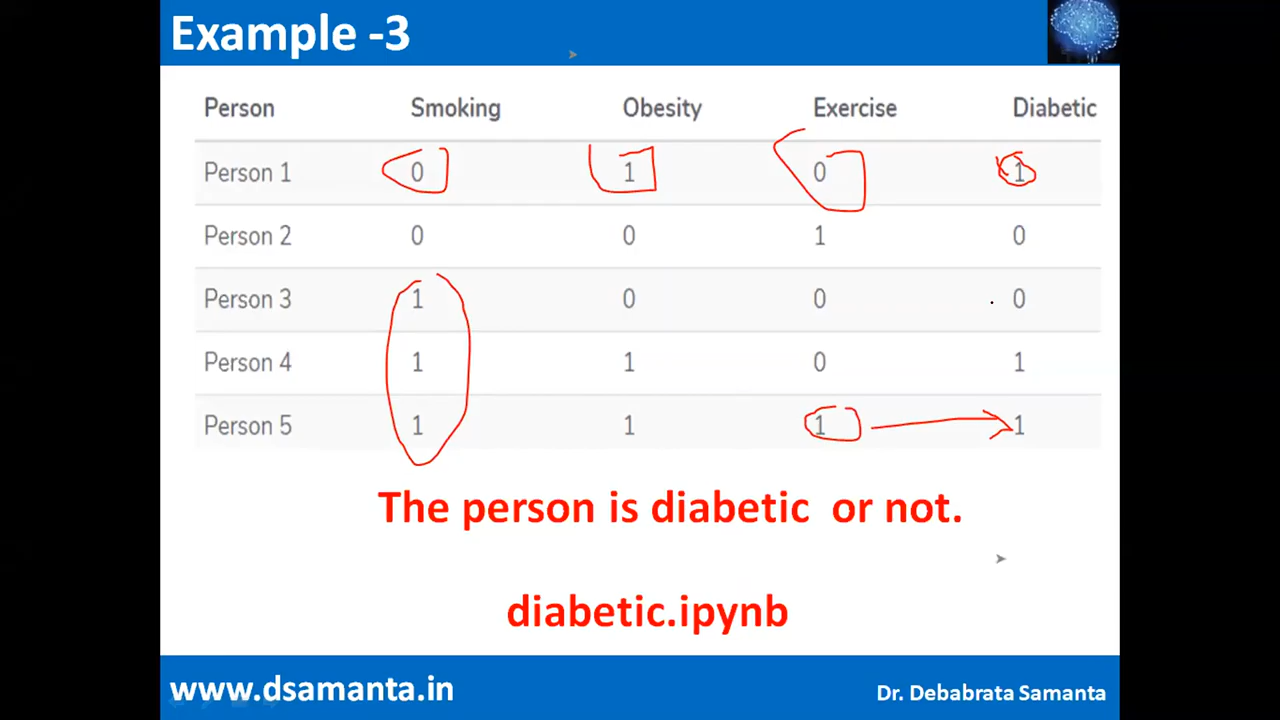 Example -3
Person Smoking Obesity Exercise Diabetic
Person 1 0 1 0 1
Person 2 0 0 1 0
Person 3 1 0 0 0
Person 4 1 1 0 1
Person 5 1 1 1 1
The person is diabetic or not.
diabetic.ipynb
www.dsamanta.in Dr. Debabrata Samanta